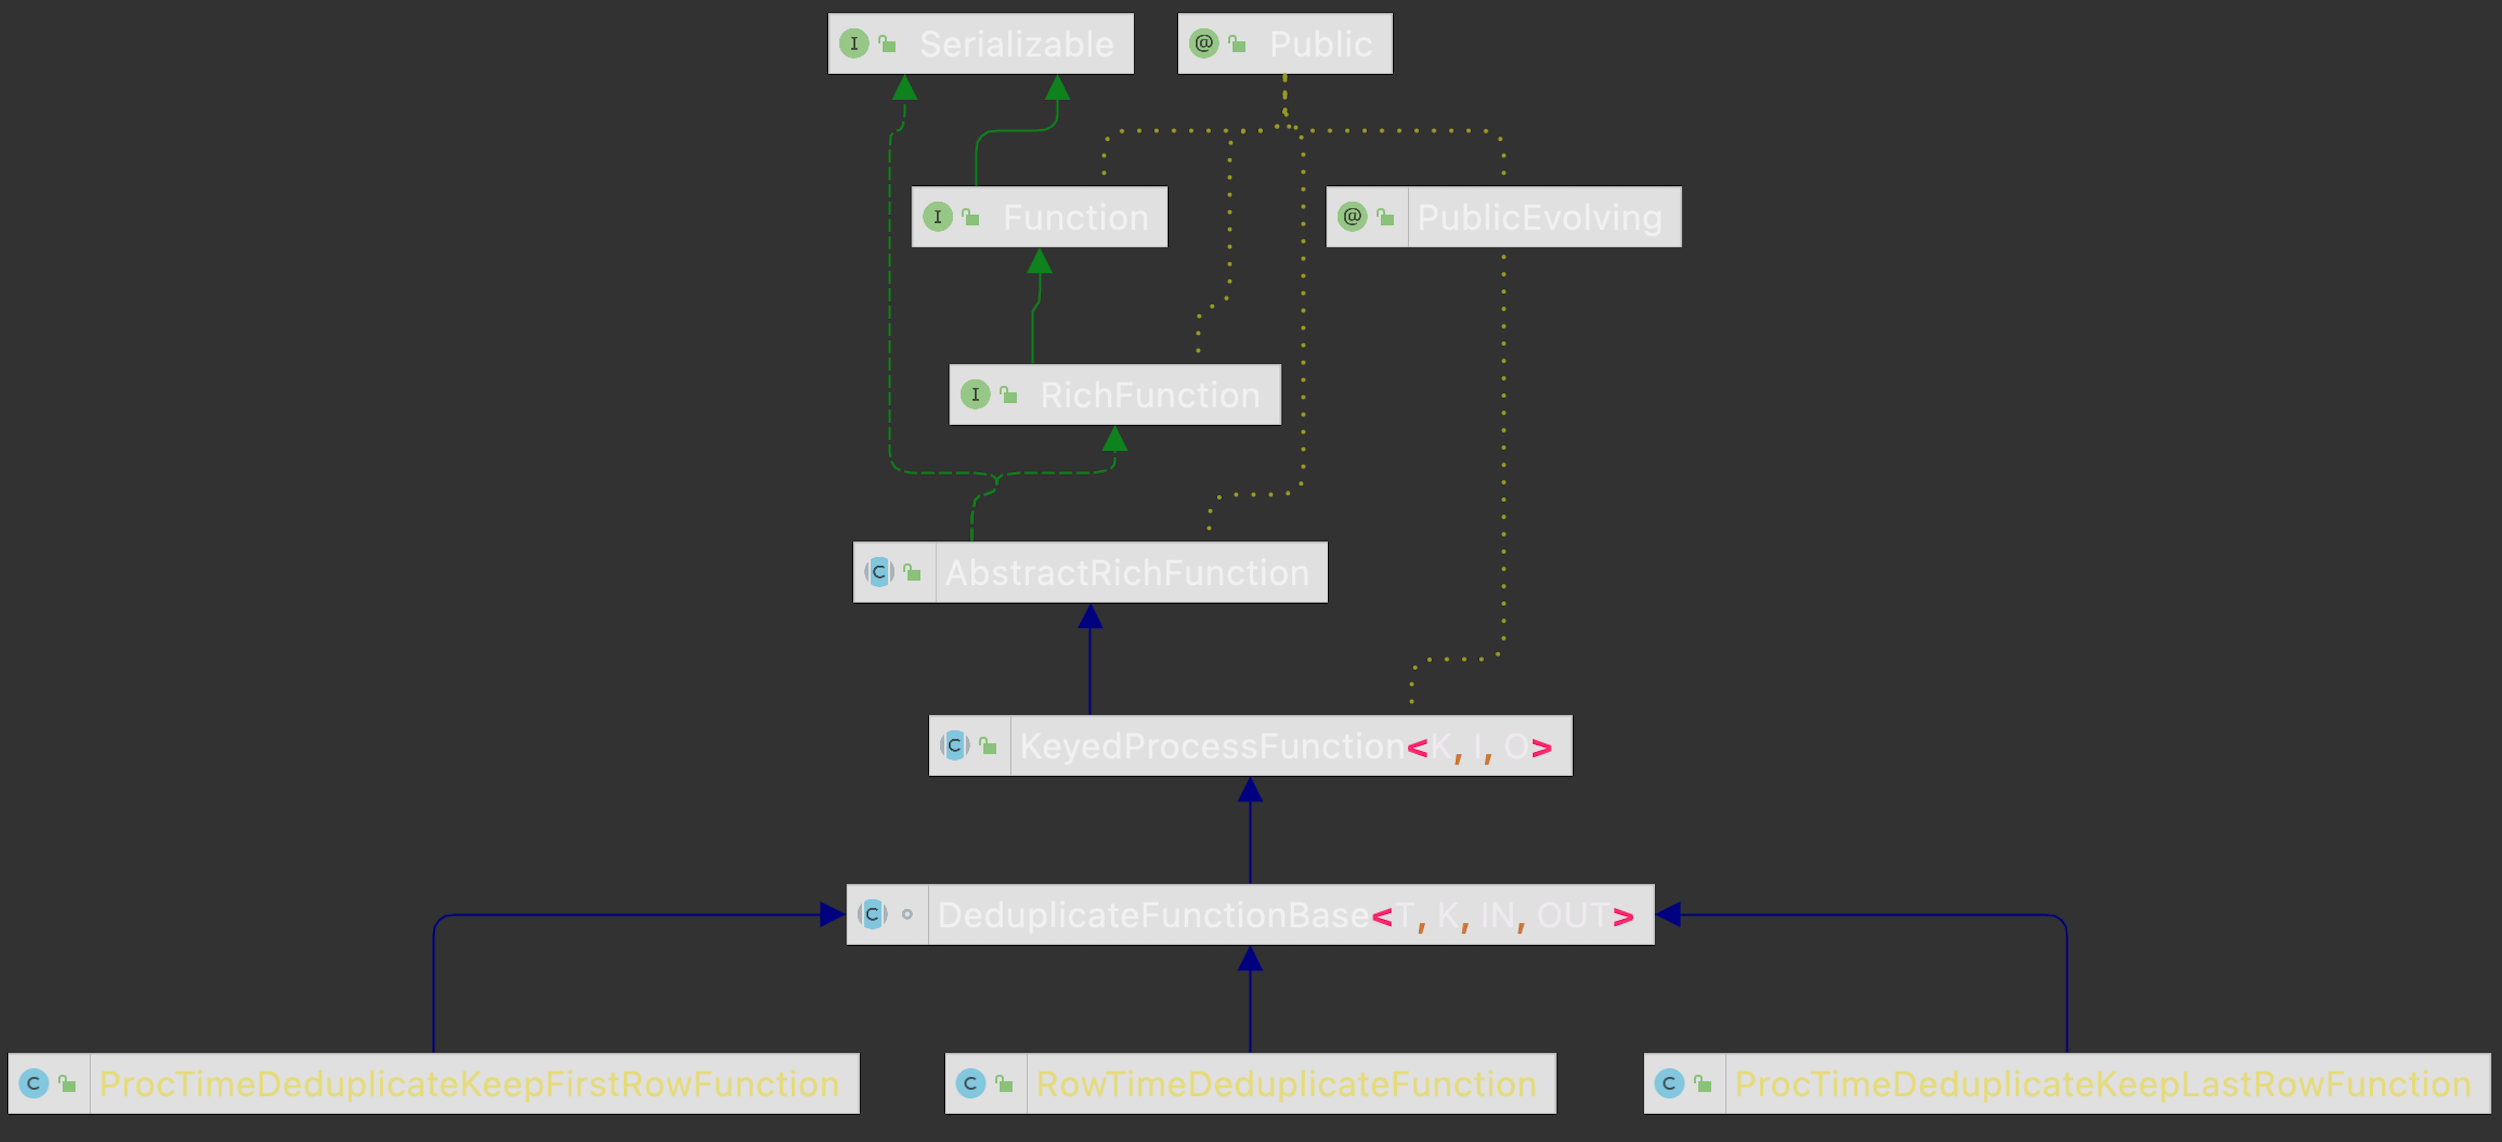 I Serializable
@ Public
I Function
@ PublicEvolving
I RichFunction
C AbstractRichFunction
C KeyedProcessFunction<K, I, O>
C DeduplicateFunctionBase<T, K, IN, OUT>
C ProcTimeDeduplicateKeepFirstRowFunction
C RowTimeDeduplicateFunction
C ProcTimeDeduplicateKeepLastRowFunction